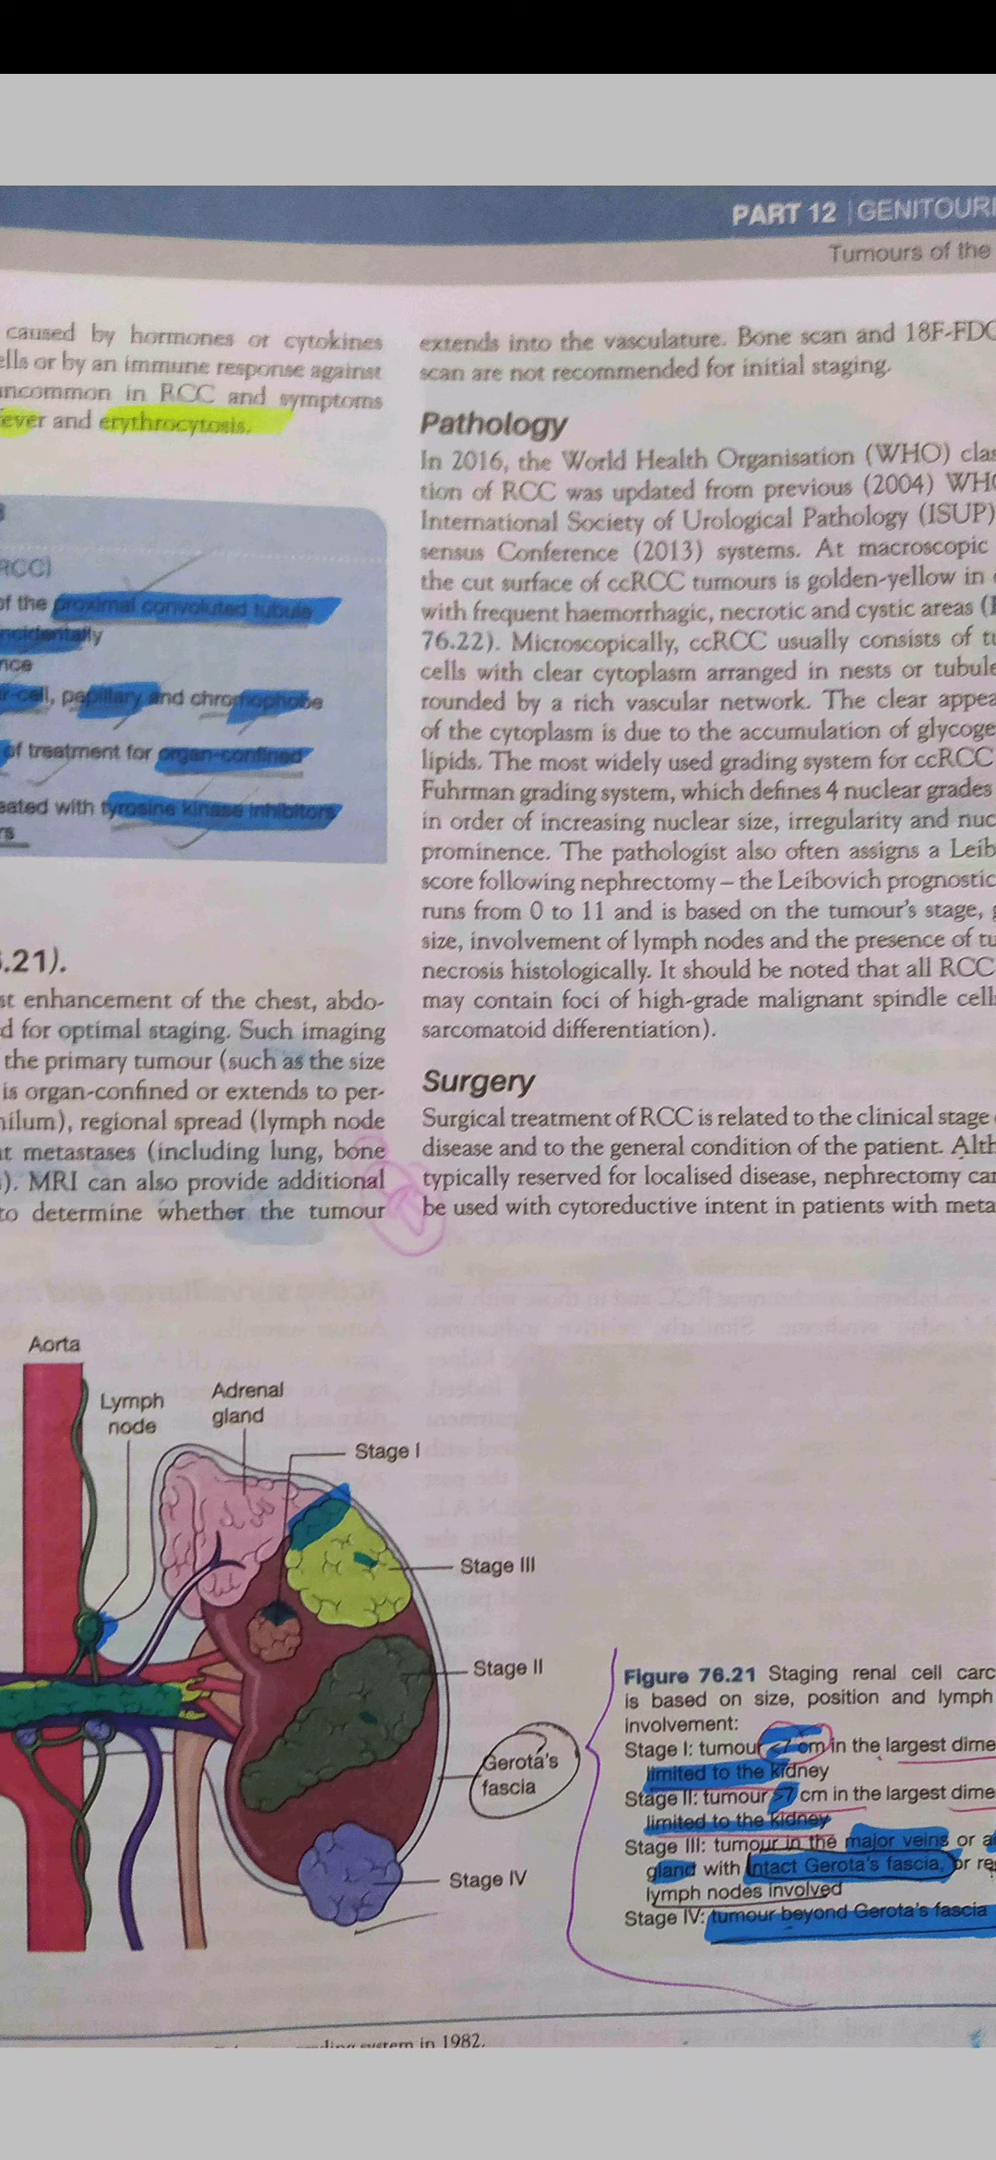 PART 12 | GENITOURI
Tumours of the
caused by hormones or cytokines
ells or by an immune response against
uncommon in RCC and symptoms
ever and erythrocytosis.
RCC)
of the proximal convoluted tubule
ncidentally
nce
r-cell, papillary and chromophobe
of treatment for organ-confined
eated with tyrosine kinase inhibitors
rs
6.21).
st enhancement of the chest, abdo-
d for optimal staging. Such imaging
the primary tumour (such as the size
is organ-confined or extends to per-
hilum), regional spread (lymph node
nt metastases (including lung, bone
). MRI can also provide additional
to determine whether the tumour
extends into the vasculature. Bone scan and 18F-FDG
scan are not recommended for initial staging.
Pathology
In 2016, the World Health Organisation (WHO) clas
tion of RCC was updated from previous (2004) WHO
International Society of Urological Pathology (ISUP)
sensus Conference (2013) systems. At macroscopic
the cut surface of ccRCC tumours is golden-yellow in
with frequent haemorrhagic, necrotic and cystic areas (
76.22). Microscopically, ccRCC usually consists of tu
cells with clear cytoplasm arranged in nests or tubule
rounded by a rich vascular network. The clear appea
of the cytoplasm is due to the accumulation of glycoge
lipids. The most widely used grading system for ccRCC
Fuhrman grading system, which defines 4 nuclear grades
in order of increasing nuclear size, irregularity and nuc
prominence. The pathologist also often assigns a Leib
score following nephrectomy – the Leibovich prognostic
runs from 0 to 11 and is based on the tumour's stage, g
size, involvement of lymph nodes and the presence of tu
necrosis histologically. It should be noted that all RCC
may contain foci of high-grade malignant spindle cell
sarcomatoid differentiation).
Surgery
Surgical treatment of RCC is related to the clinical stage
disease and to the general condition of the patient. Alth
typically reserved for localised disease, nephrectomy can
be used with cytoreductive intent in patients with meta
Aorta
Lymph
node
Adrenal
gland
Stage I
Stage III
Stage II
Gerota's
fascia
Stage IV
Figure 76.21 Staging renal cell carc
is based on size, position and lymph
involvement:
Stage I: tumour <7 cm in the largest dime
limited to the kidney
Stage II: tumour >7 cm in the largest dime
limited to the kidney
Stage III: tumour in the major veins or a
gland with intact Gerota's fascia, or re
lymph nodes involved
Stage IV: tumour beyond Gerota's fascia
system in 1982.